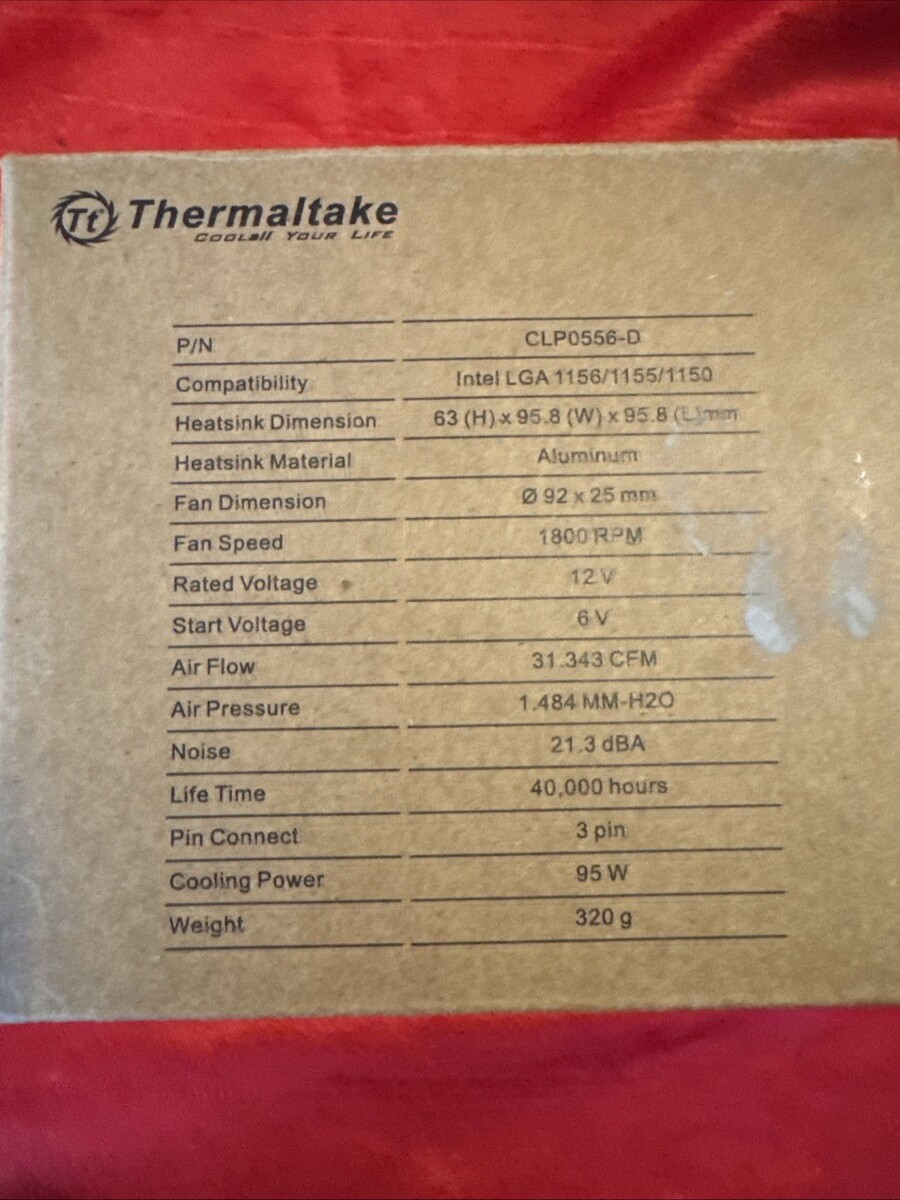 Tt Thermaltake
COOLall YOUR LIFE
P/N CLP0556-D
Compatibility Intel LGA 1156/1155/1150
Heatsink Dimension 63 (H) x 95.8 (W) x 95.8 (L)mm
Heatsink Material Aluminum
Fan Dimension Ø 92 x 25 mm
Fan Speed 1800 RPM
Rated Voltage 12 V
Start Voltage 6 V
Air Flow 31.343 CFM
Air Pressure 1.484 MM-H2O
Noise 21.3 dBA
Life Time 40,000 hours
Pin Connect 3 pin
Cooling Power 95 W
Weight 320 g